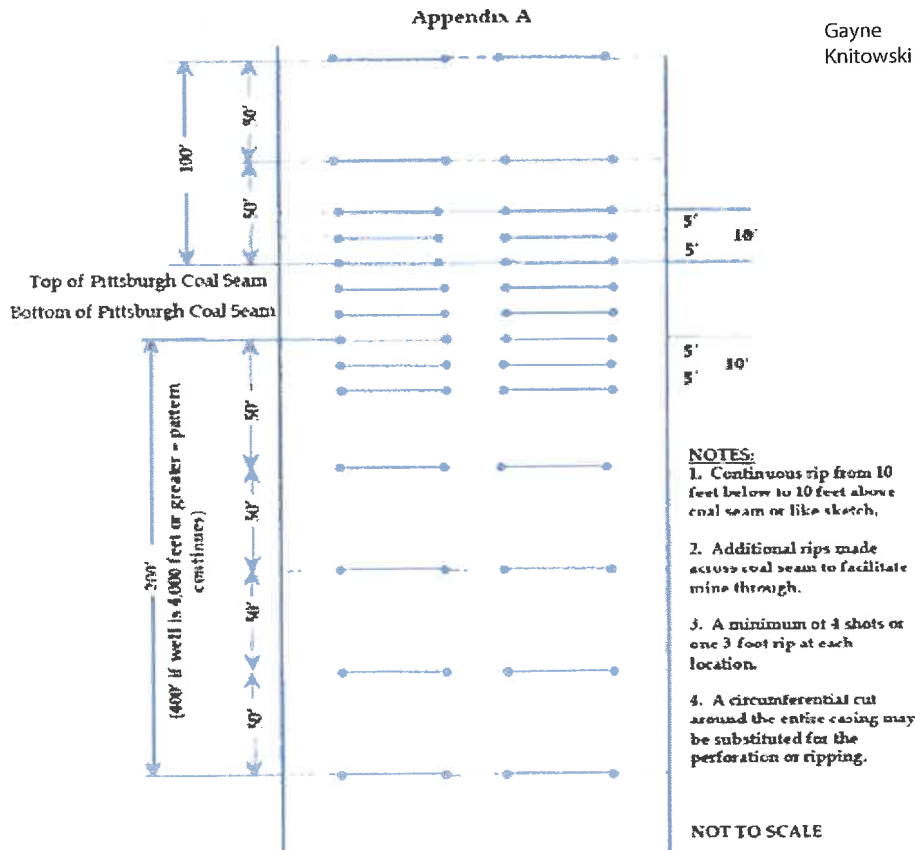 Appendix A
Gayne
Knitowski
100'
50'
50'
5'
5'
10'
Top of Pittsburgh Coal Seam
Bottom of Pittsburgh Coal Seam
5'
5'
10'
200'
(400' if well is 4,000 feet or greater - pattern
continues)
50'
50'
50'
50'
NOTES:
1. Continuous rip from 10
feet below to 10 feet above
coal seam or like sketch.
2. Additional rips made
across coal seam to facilitate
mine through.
3. A minimum of 4 shots or
one 3 foot rip at each
location.
4. A circumferential cut
around the entire casing may
be substituted for the
perforation or ripping.
NOT TO SCALE